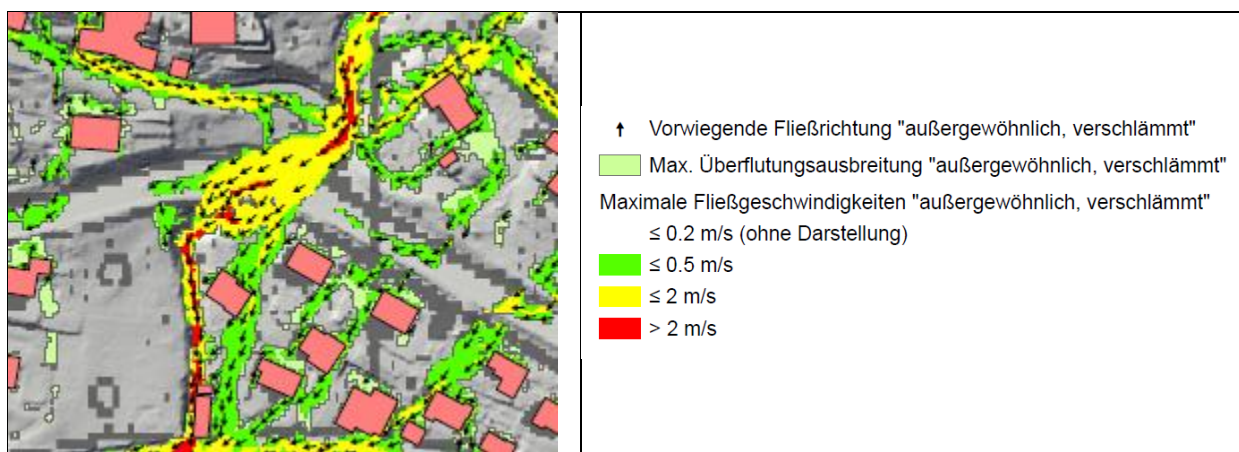 Vorwiegende Fließrichtung "außergewöhnlich, verschlämmt"
Max. Überflutungsausbreitung "außergewöhnlich, verschlämmt"
Maximale Fließgeschwindigkeiten "außergewöhnlich, verschlämmt"
≤ 0.2 m/s (ohne Darstellung)
≤ 0.5 m/s
≤ 2 m/s
> 2 m/s